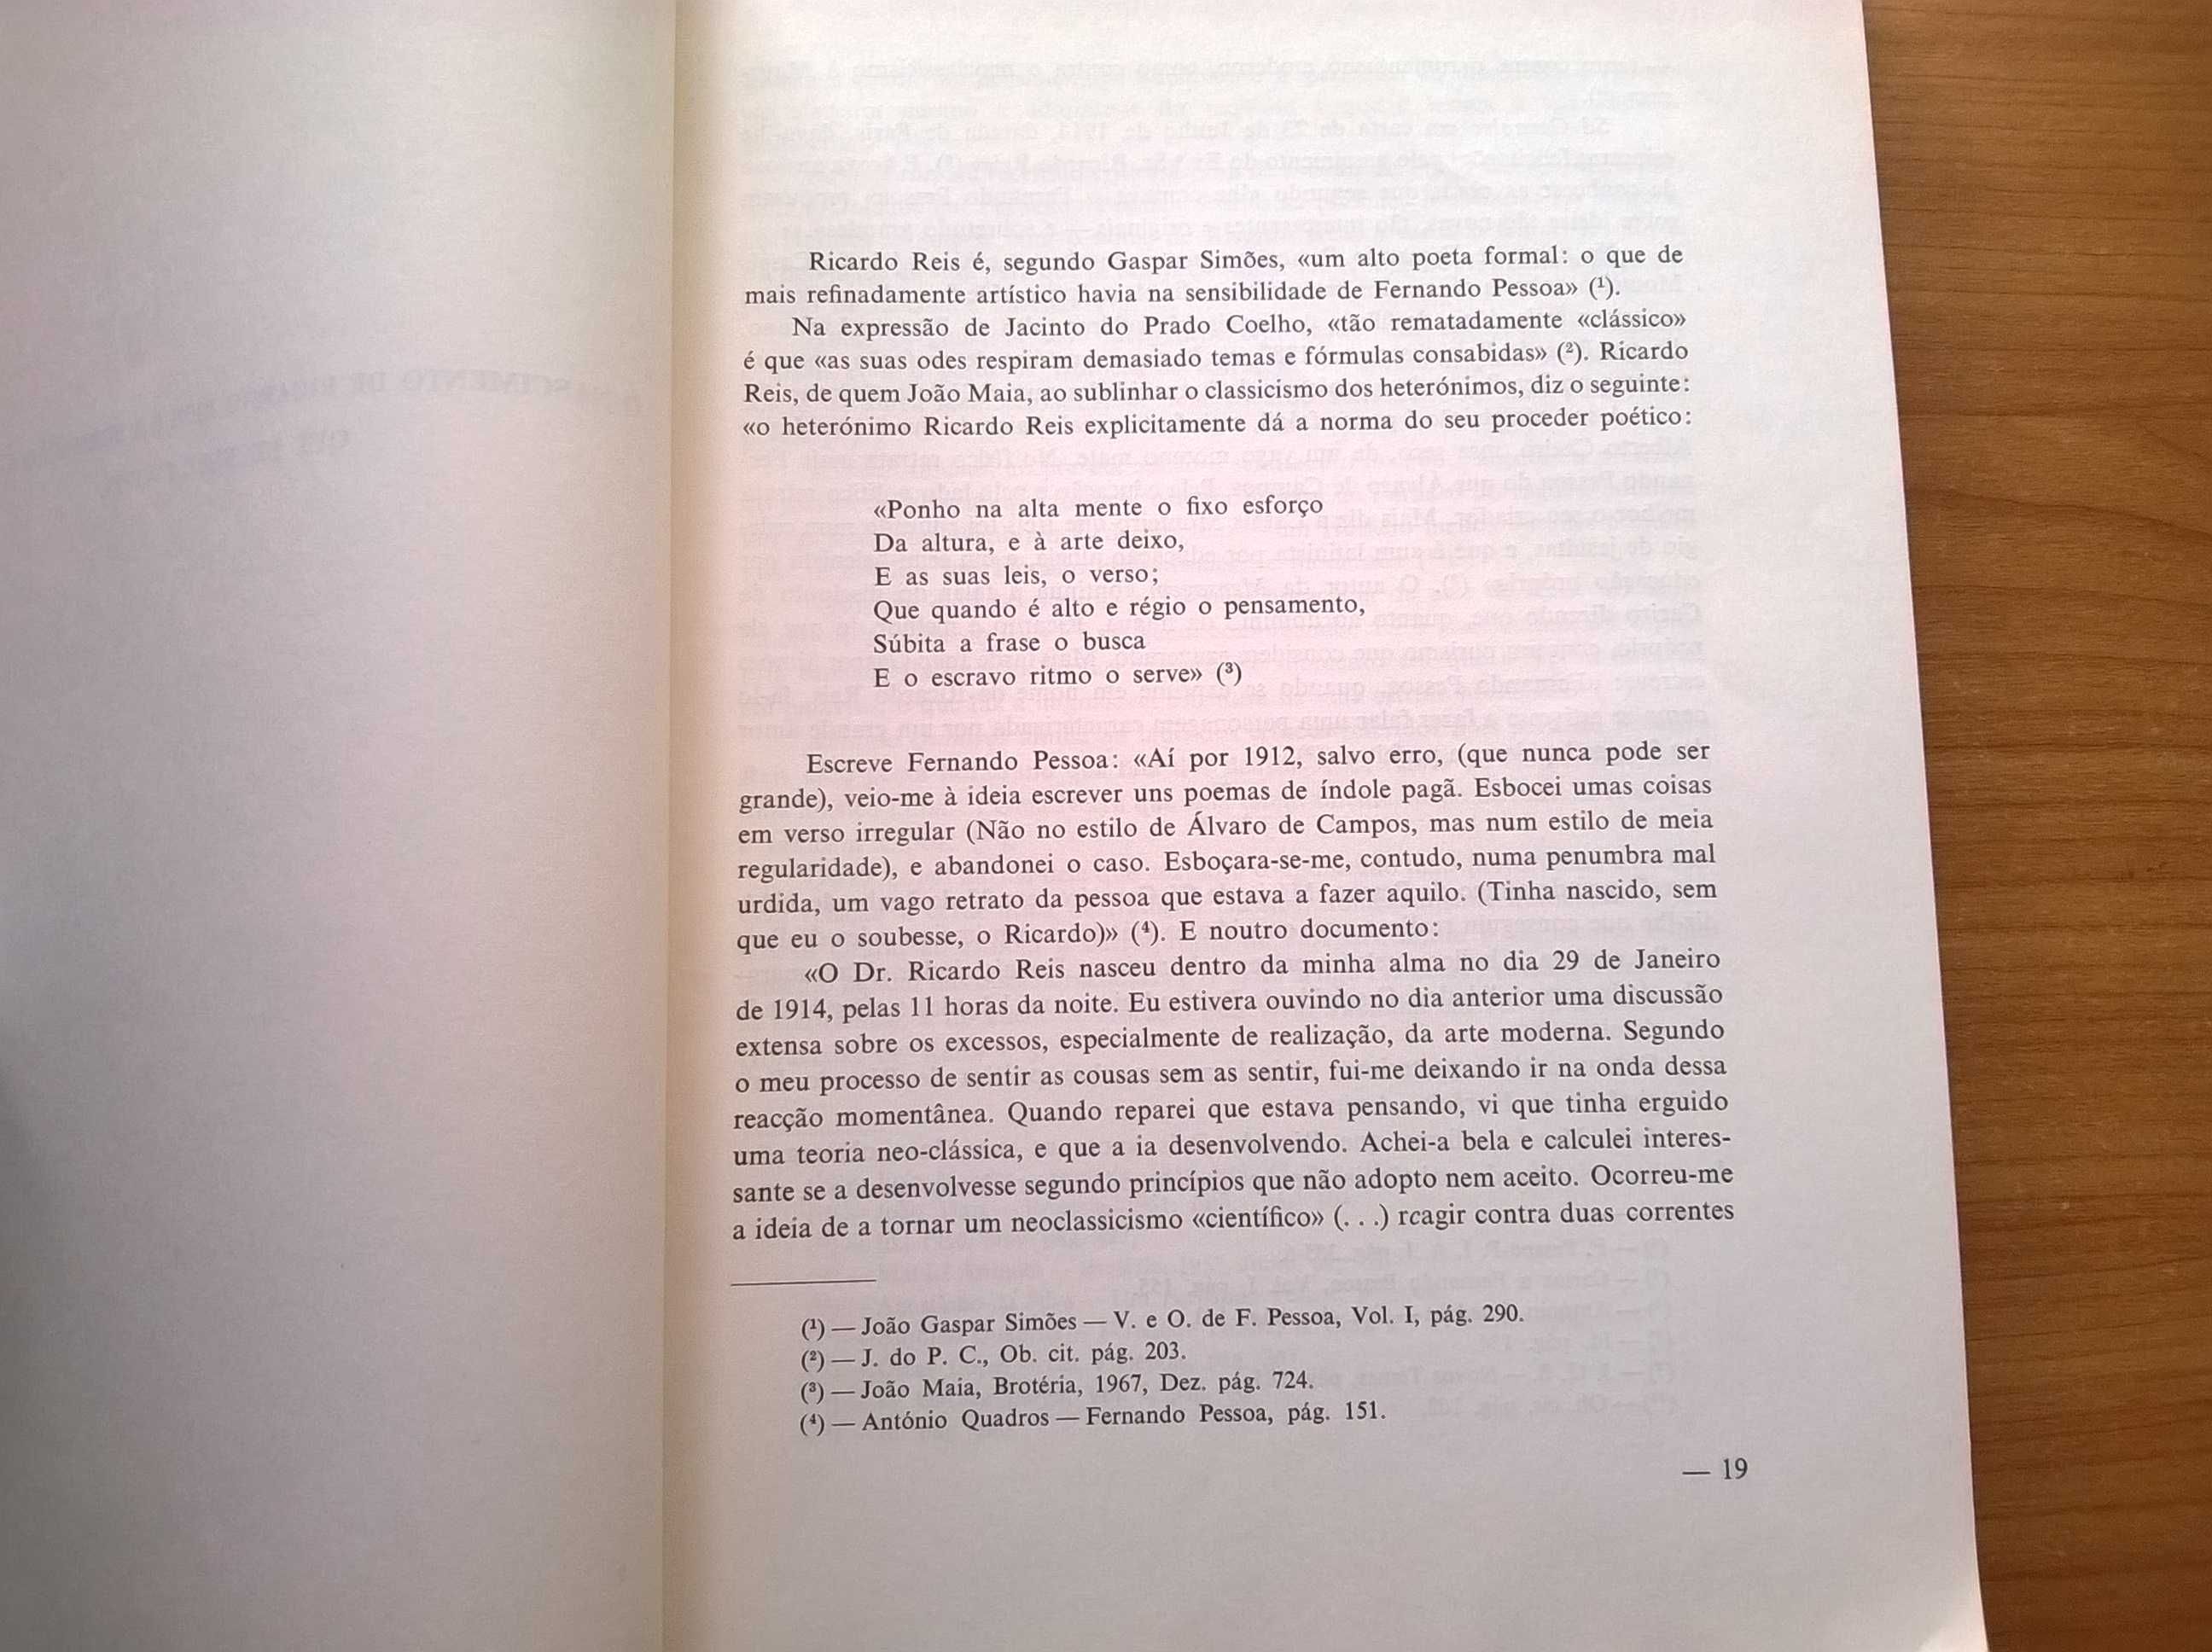 Ricardo Reis é, segundo Gaspar Simões, «um alto poeta formal: o que de
mais refinadamente artístico havia na sensibilidade de Fernando Pessoa» (¹).
Na expressão de Jacinto do Prado Coelho, «tão rematadamente «clássico»
é que «as suas odes respiram demasiado temas e fórmulas consabidas» (²). Ricardo
Reis, de quem João Maia, ao sublinhar o classicismo dos heterónimos, diz o seguinte:
«o heterónimo Ricardo Reis explicitamente dá a norma do seu proceder poético:
«Ponho na alta mente o fixo esforço
Da altura, e à arte deixo,
E as suas leis, o verso;
Que quando é alto e régio o pensamento,
Súbita a frase o busca
E o escravo ritmo o serve» (³)
Escreve Fernando Pessoa: «Aí por 1912, salvo erro, (que nunca pode ser
grande), veio-me à ideia escrever uns poemas de índole pagã. Esbocei umas coisas
em verso irregular (Não no estilo de Álvaro de Campos, mas num estilo de meia
regularidade), e abandonei o caso. Esboçara-se-me, contudo, numa penumbra mal
urdida, um vago retrato da pessoa que estava a fazer aquilo. (Tinha nascido, sem
que eu o soubesse, o Ricardo)» (⁴). E noutro documento:
«O Dr. Ricardo Reis nasceu dentro da minha alma no dia 29 de Janeiro
de 1914, pelas 11 horas da noite. Eu estivera ouvindo no dia anterior uma discussão
extensa sobre os excessos, especialmente de realização, da arte moderna. Segundo
o meu processo de sentir as cousas sem as sentir, fui-me deixando ir na onda dessa
reacção momentânea. Quando reparei que estava pensando, vi que tinha erguido
uma teoria neo-clássica, e que a ia desenvolvendo. Achei-a bela e calculei interes-
sante se a desenvolvesse segundo princípios que não adopto nem aceito. Ocorreu-me
a ideia de a tornar um neoclassicismo «científico» (. . .) rcagir contra duas correntes
(¹) — João Gaspar Simões — V. e O. de F. Pessoa, Vol. I, pág. 290.
(²) — J. do P. C., Ob. cit. pág. 203.
(³) — João Maia, Brotéria, 1967, Dez. pág. 724.
(⁴) — António Quadros — Fernando Pessoa, pág. 151.
— 19